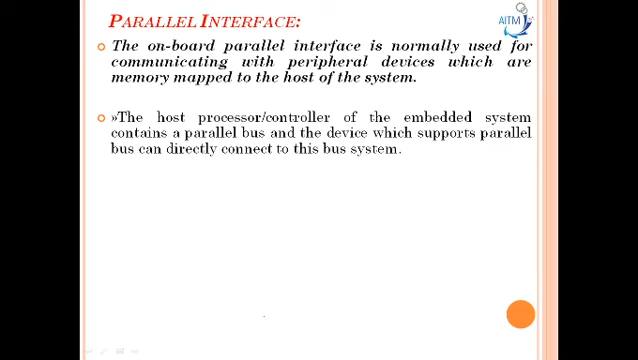 PARALLEL INTERFACE:
AITM
The on-board parallel interface is normally used for
communicating with peripheral devices which are
memory mapped to the host of the system.
»The host processor/controller of the embedded system
contains a parallel bus and the device which supports parallel
bus can directly connect to this bus system.